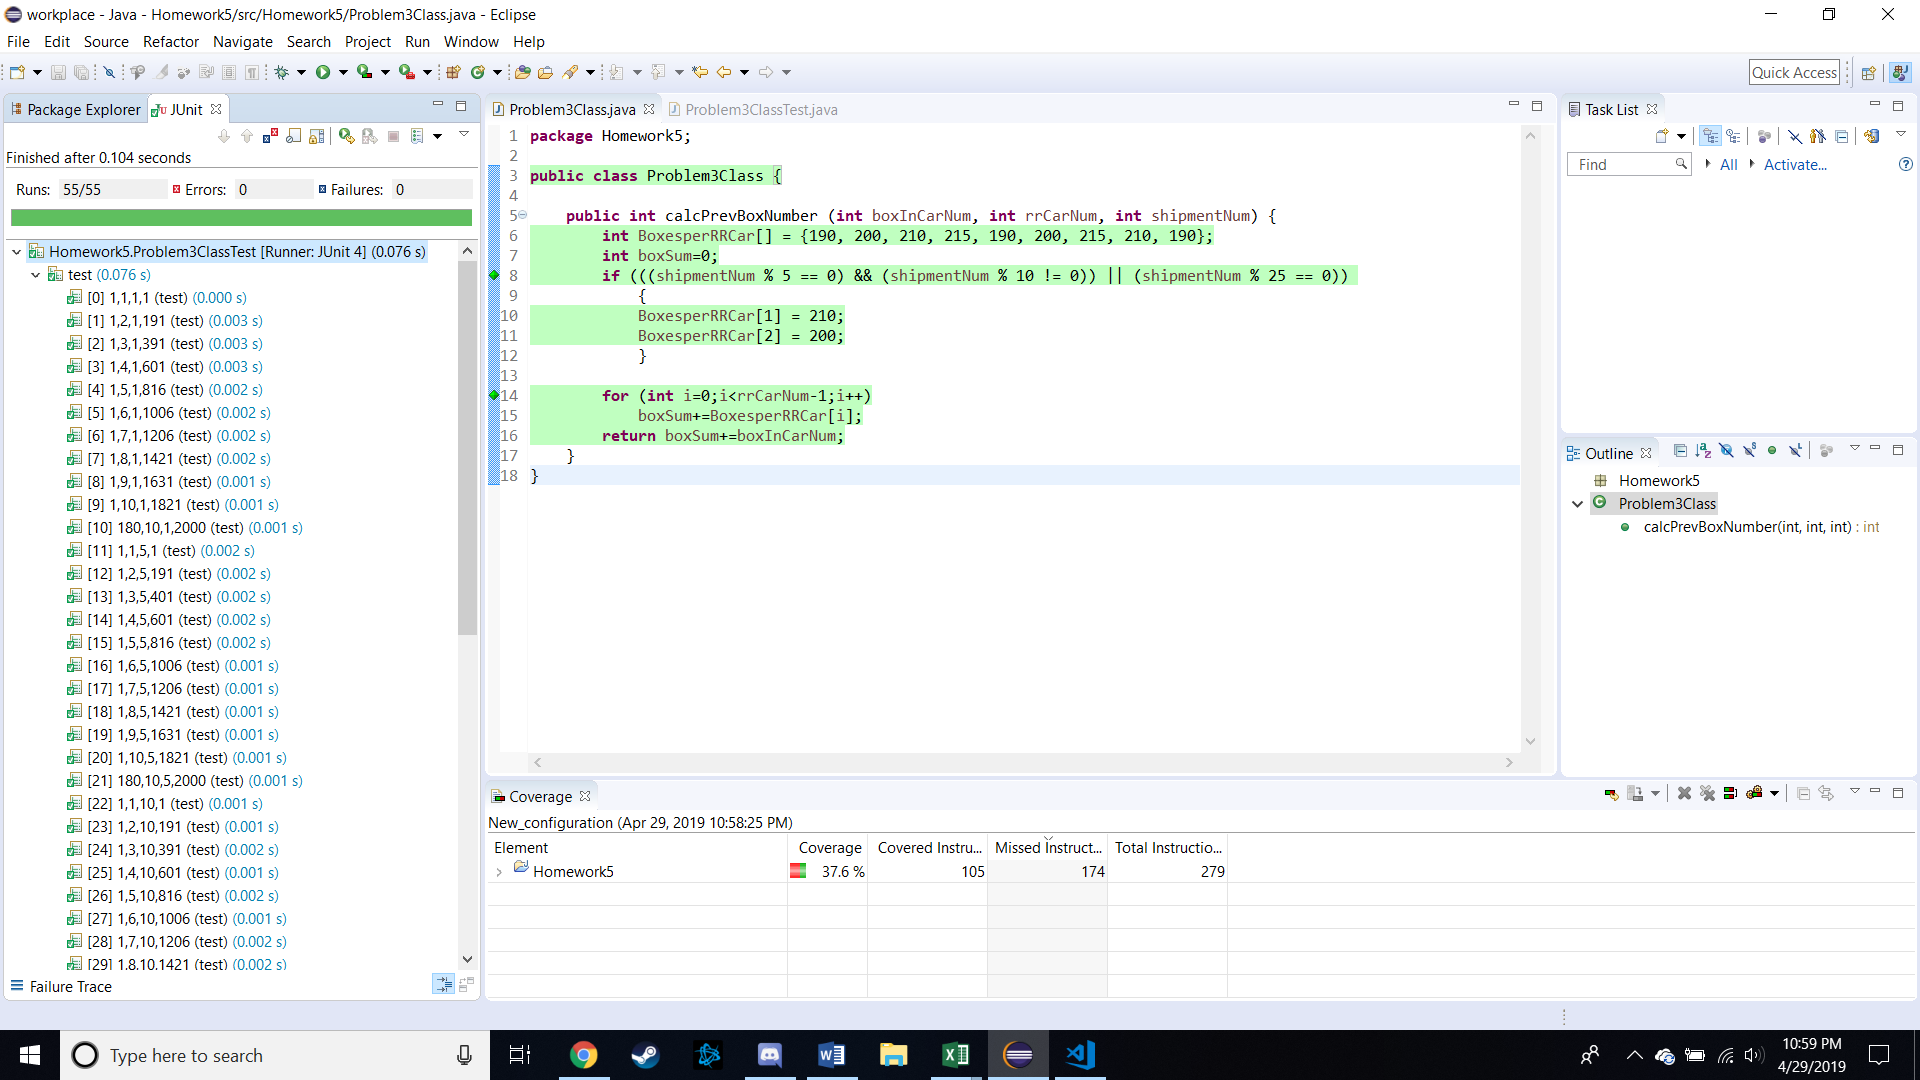 workplace - Java - Homework5/src/Homework5/Problem3Class.java - Eclipse
File Edit Source Refactor Navigate Search Project Run Window Help
Quick Access
Package Explorer JUnit
Finished after 0.104 seconds
Runs: 55/55 Errors: 0 Failures: 0
Homework5.Problem3ClassTest [Runner: JUnit 4] (0.076 s)
test (0.076 s)
[0] 1,1,1,1 (test) (0.000 s)
[1] 1,2,1,191 (test) (0.003 s)
[2] 1,3,1,391 (test) (0.003 s)
[3] 1,4,1,601 (test) (0.003 s)
[4] 1,5,1,816 (test) (0.002 s)
[5] 1,6,1,1006 (test) (0.002 s)
[6] 1,7,1,1206 (test) (0.002 s)
[7] 1,8,1,1421 (test) (0.002 s)
[8] 1,9,1,1631 (test) (0.001 s)
[9] 1,10,1,1821 (test) (0.001 s)
[10] 180,10,1,2000 (test) (0.001 s)
[11] 1,1,5,1 (test) (0.002 s)
[12] 1,2,5,191 (test) (0.002 s)
[13] 1,3,5,401 (test) (0.002 s)
[14] 1,4,5,601 (test) (0.002 s)
[15] 1,5,5,816 (test) (0.002 s)
[16] 1,6,5,1006 (test) (0.001 s)
[17] 1,7,5,1206 (test) (0.001 s)
[18] 1,8,5,1421 (test) (0.001 s)
[19] 1,9,5,1631 (test) (0.001 s)
[20] 1,10,5,1821 (test) (0.001 s)
[21] 180,10,5,2000 (test) (0.001 s)
[22] 1,1,10,1 (test) (0.001 s)
[23] 1,2,10,191 (test) (0.001 s)
[24] 1,3,10,391 (test) (0.002 s)
[25] 1,4,10,601 (test) (0.001 s)
[26] 1,5,10,816 (test) (0.002 s)
[27] 1,6,10,1006 (test) (0.001 s)
[28] 1,7,10,1206 (test) (0.002 s)
[29] 1,8,10,1421 (test) (0.002 s)
Failure Trace
Problem3Class.java Problem3ClassTest.java
1 package Homework5;
2
3 public class Problem3Class {
4
5 public int calcPrevBoxNumber (int boxInCarNum, int rrCarNum, int shipmentNum) {
6 int BoxesperRRCar[] = {190, 200, 210, 215, 190, 200, 215, 210, 190};
7 int boxSum=0;
8 if (((shipmentNum % 5 == 0) && (shipmentNum % 10 != 0)) || (shipmentNum % 25 == 0))
9 {
10 BoxesperRRCar[1] = 210;
11 BoxesperRRCar[2] = 200;
12 }
13
14 for (int i=0;i<rrCarNum-1;i++)
15 boxSum+=BoxesperRRCar[i];
16 return boxSum+=boxInCarNum;
17 }
18 }
Task List
Find All Activate...
Outline
Homework5
Problem3Class
calcPrevBoxNumber(int, int, int) : int
Coverage
New_configuration (Apr 29, 2019 10:58:25 PM)
Element Coverage Covered Instru... Missed Instruct... Total Instructio...
Homework5 37.6 % 105 174 279
Type here to search
10:59 PM
4/29/2019